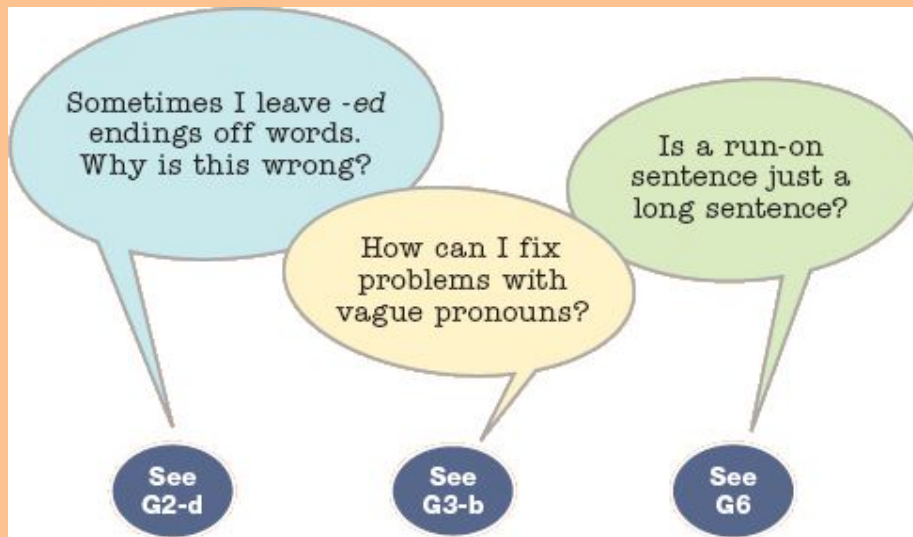 Sometimes I leave -ed
endings off words.
Why is this wrong?
Is a run-on
sentence just a
long sentence?
How can I fix
problems with
vague pronouns?
See
G2-d
See
G3-b
See
G6